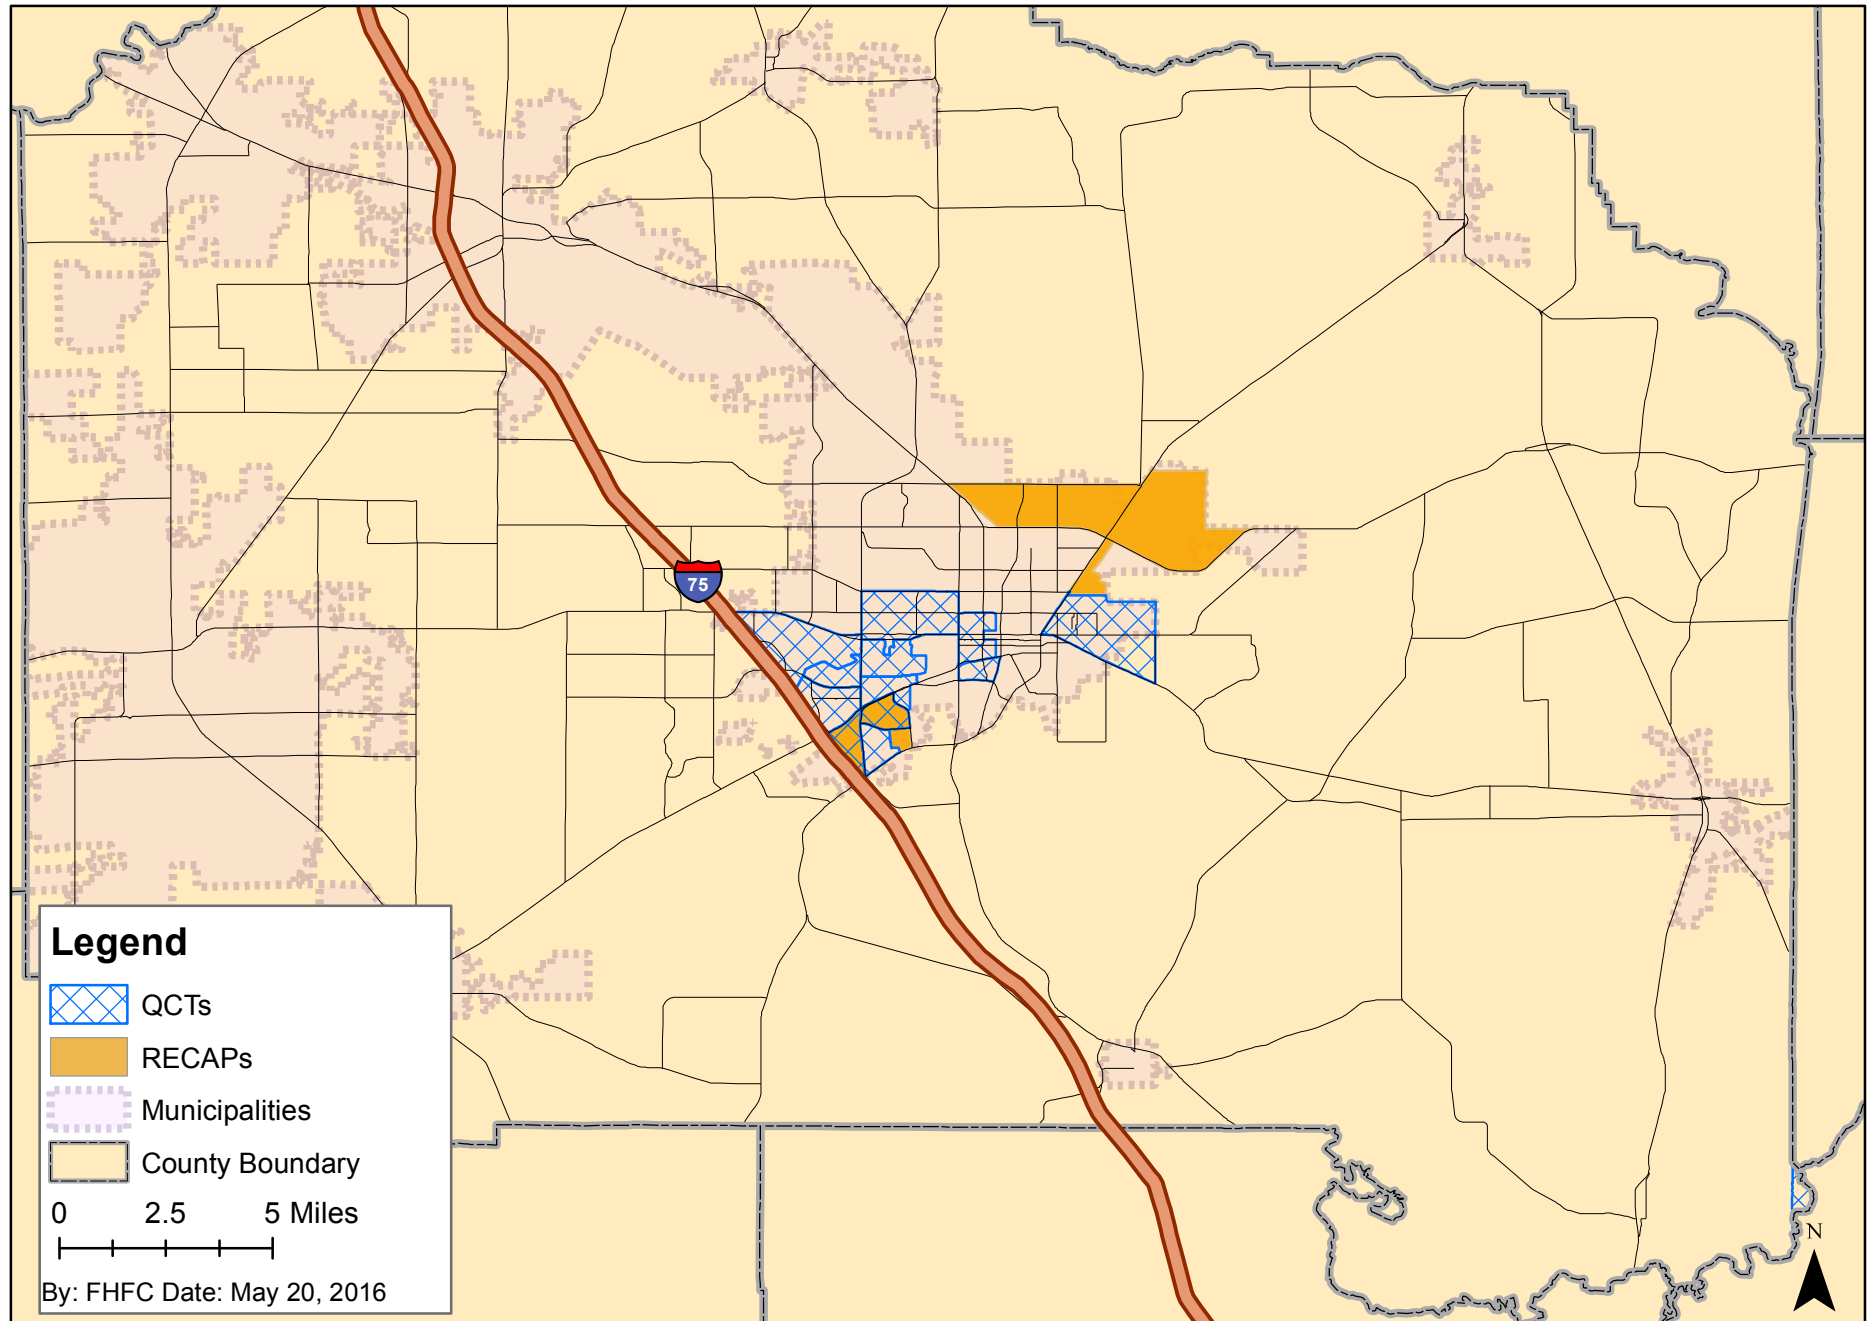 75
Legend
QCTs
RECAPs
Municipalities
County Boundary
0 2.5 5 Miles
By: FHFC Date: May 20, 2016
N